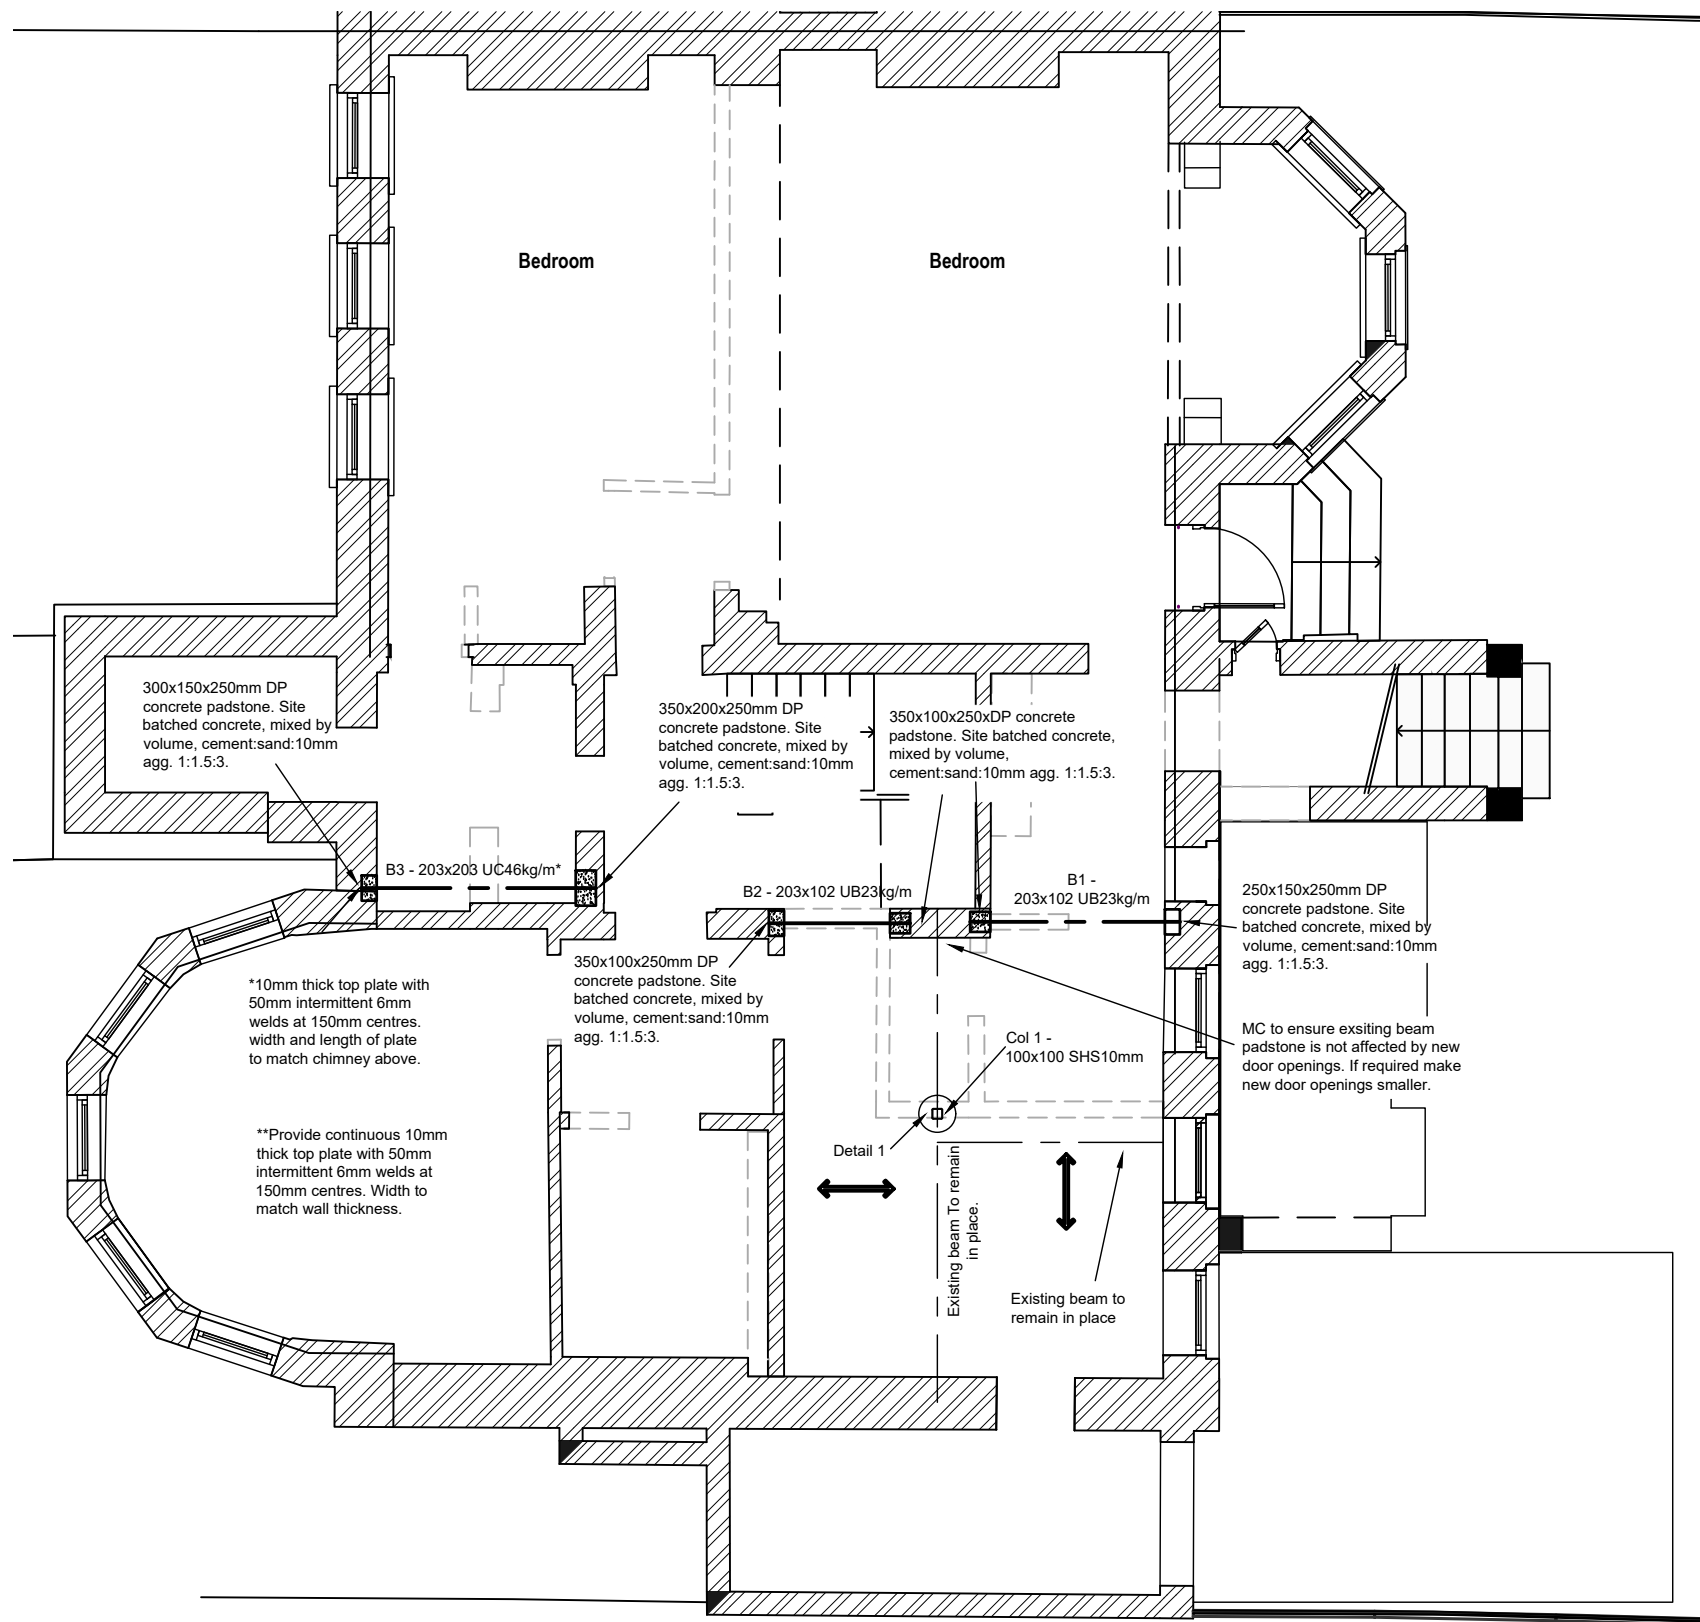 Bedroom
Bedroom
300x150x250mm DP
concrete padstone. Site
batched concrete, mixed by
volume, cement:sand:10mm
agg. 1:1.5:3.
350x200x250mm DP
concrete padstone. Site
batched concrete, mixed by
volume, cement:sand:10mm
agg. 1:1.5:3.
350x100x250xDP concrete
padstone. Site batched concrete,
mixed by volume,
cement:sand:10mm agg. 1:1.5:3.
B3 - 203x203 UC46kg/m*
B2 - 203x102 UB23kg/m
B1 -
203x102 UB23kg/m
250x150x250mm DP
concrete padstone. Site
batched concrete, mixed by
volume, cement:sand:10mm
agg. 1:1.5:3.
350x100x250mm DP
concrete padstone. Site
batched concrete, mixed by
volume, cement:sand:10mm
agg. 1:1.5:3.
*10mm thick top plate with
50mm intermittent 6mm
welds at 150mm centres.
width and length of plate
to match chimney above.
Col 1 -
100x100 SHS10mm
MC to ensure exsiting beam
padstone is not affected by new
door openings. If required make
new door openings smaller.
**Provide continuous 10mm
thick top plate with 50mm
intermittent 6mm welds at
150mm centres. Width to
match wall thickness.
Detail 1
Existing beam To remain
in place.
Existing beam to
remain in place